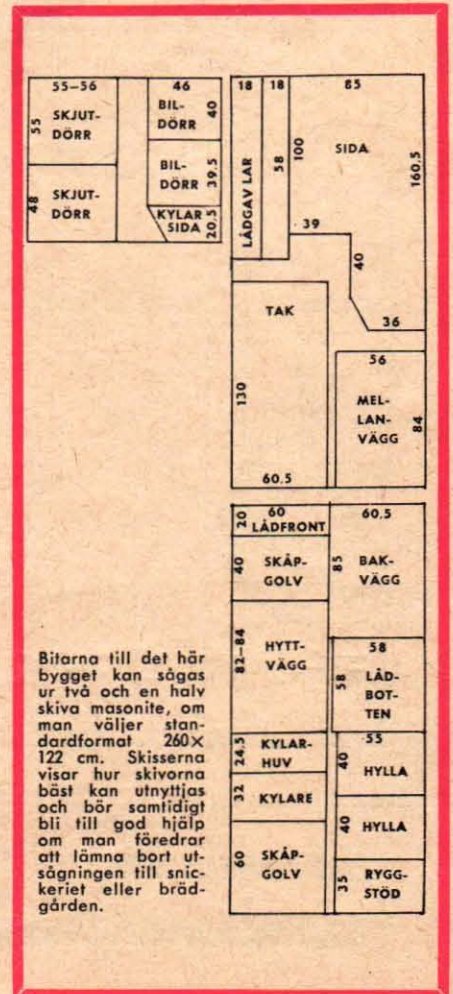 55–56
55
SKJUT-
DÖRR
48
SKJUT-
DÖRR
46
BIL-
DÖRR
40
BIL-
DÖRR
39.5
KYLAR
SIDA
20.5
18
18
85
LÅDGAVLAR
58
100
SIDA
160.5
39
40
36
TAK
130
60.5
56
MEL-
LAN-
VÄGG
84
20
60
LÅDFRONT
40
SKÅP-
GOLV
82–84
HYTT-
VÄGG
24.5
KYLAR-
HUV
32
KYLARE
60
SKÅP-
GOLV
60.5
85
BAK-
VÄGG
58
58
LÅD-
BOT-
TEN
55
40
HYLLA
40
HYLLA
35
RYGG-
STÖD
Bitarna till det här
bygget kan sågas
ur två och en halv
skiva masonite, om
man väljer stan-
dardformat 260×
122 cm. Skisserna
visar hur skivorna
bäst kan utnyttjas
och bör samtidigt
bli till god hjälp
om man föredrar
att lämna bort ut-
sågningen till snic-
keriet eller bräd-
gården.